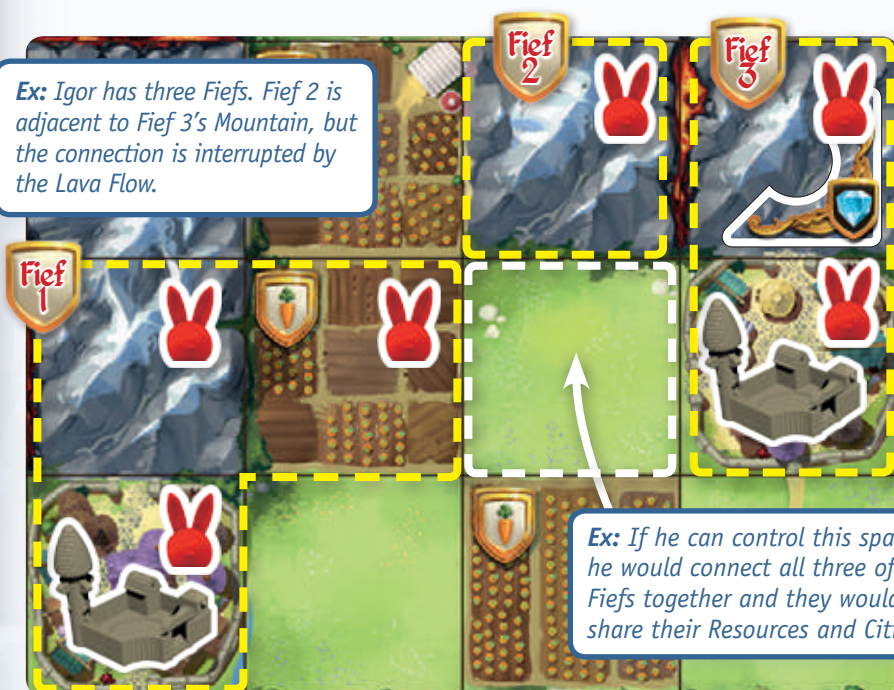 Fief
2
Fief
3
Ex: Igor has three Fiefs. Fief 2 is
adjacent to Fief 3's Mountain, but
the connection is interrupted by
the Lava Flow.
Fief
1
Ex: If he can control this
he would connect all three of
Fiefs together and they would
share their Resources and